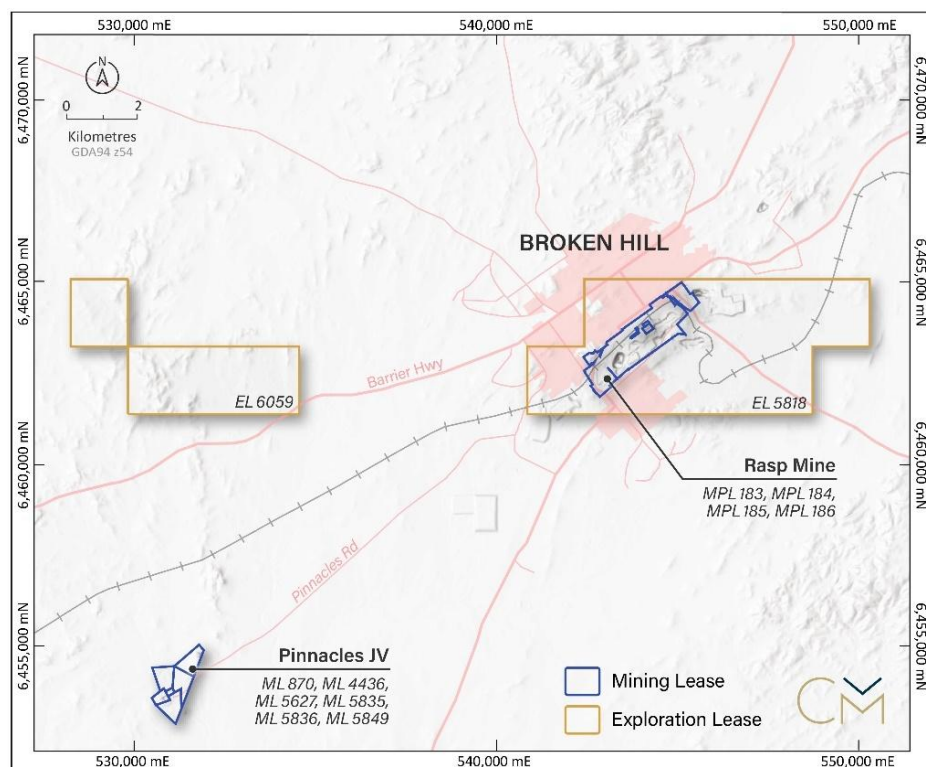 530,000 mE
540,000 mE
550,000 mE
N
0 2
Kilometres
GDA94 z54
6,470,000 mN
6,470,000 mN
BROKEN HILL
6,465,000 mN
6,465,000 mN
Barrier Hwy
EL 6059
EL 5818
6,460,000 mN
6,460,000 mN
Rasp Mine
MPL 183, MPL 184,
MPL 185, MPL 186
Pinnacles Rd
6,455,000 mN
6,455,000 mN
Pinnacles JV
ML 870, ML 4436,
ML 5627, ML 5835,
ML 5836, ML 5849
Mining Lease
Exploration Lease
CM
530,000 mE
540,000 mE
550,000 mE